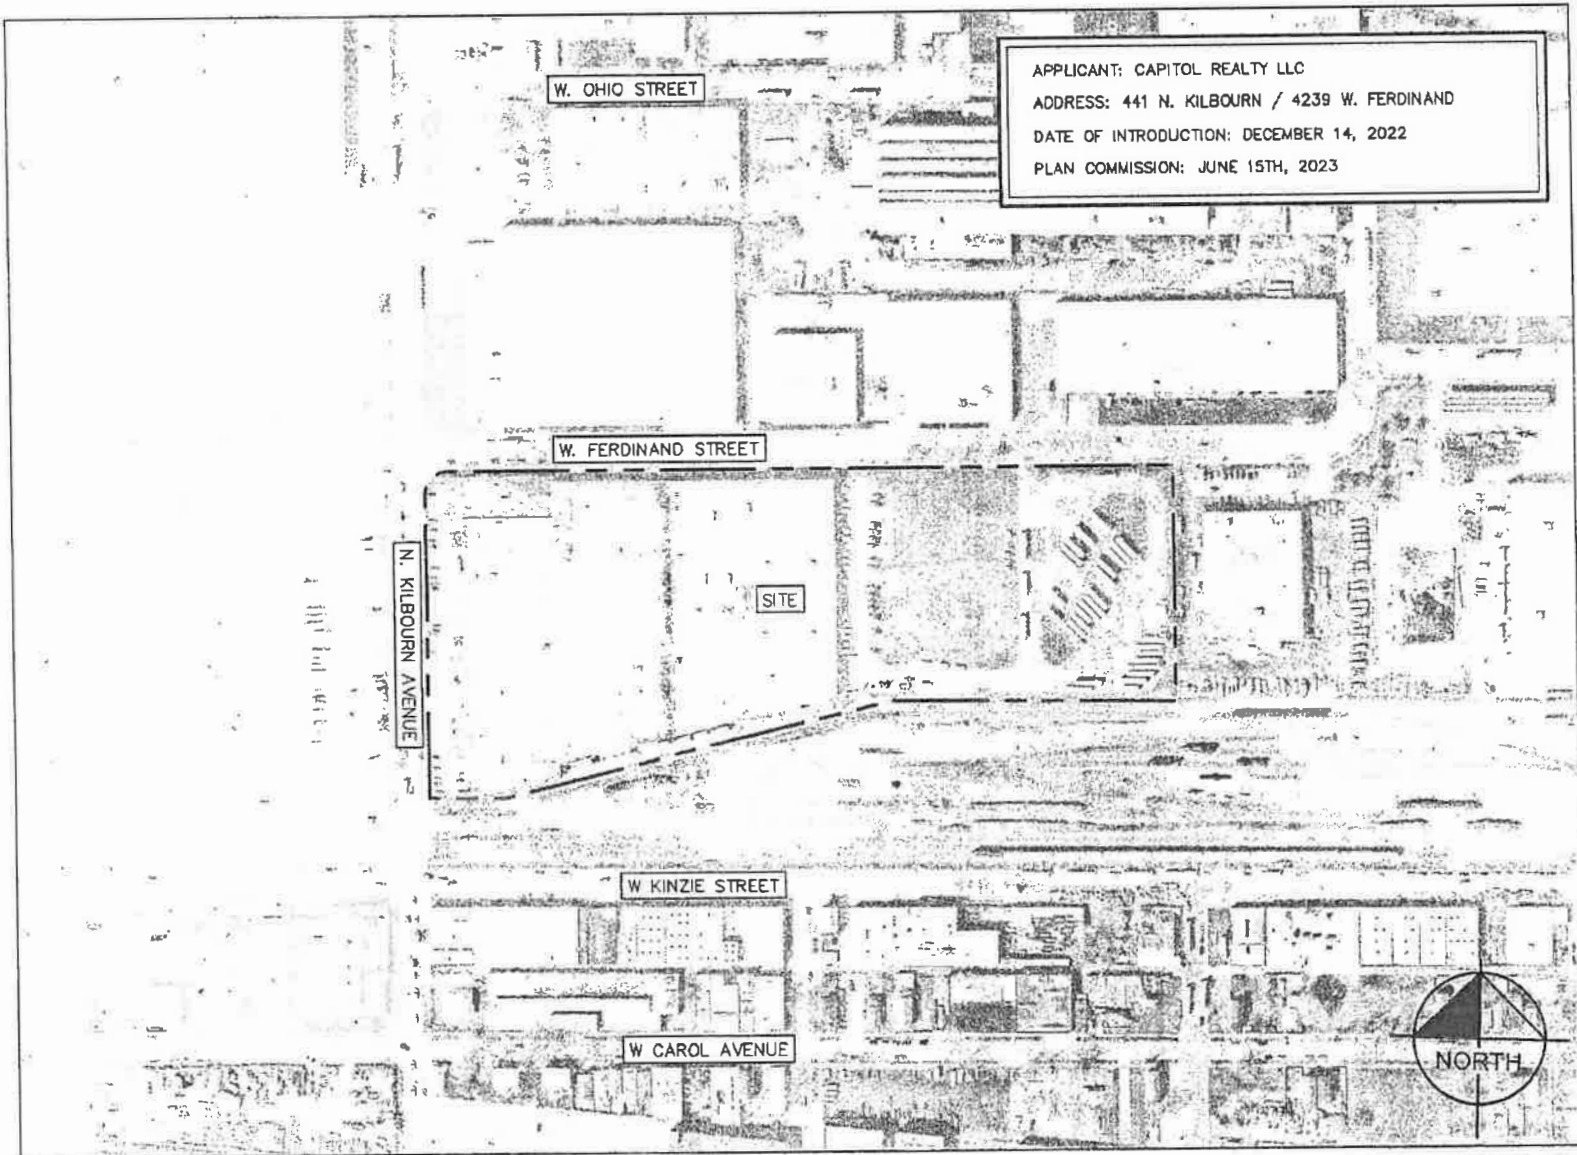 APPLICANT: CAPITOL REALTY LLC
ADDRESS: 441 N. KILBOURN / 4239 W. FERDINAND
DATE OF INTRODUCTION: DECEMBER 14, 2022
PLAN COMMISSION: JUNE 15TH, 2023
W. OHIO STREET
W. FERDINAND STREET
N. KILBOURN AVENUE
SITE
W KINZIE STREET
W CAROL AVENUE
NORTH